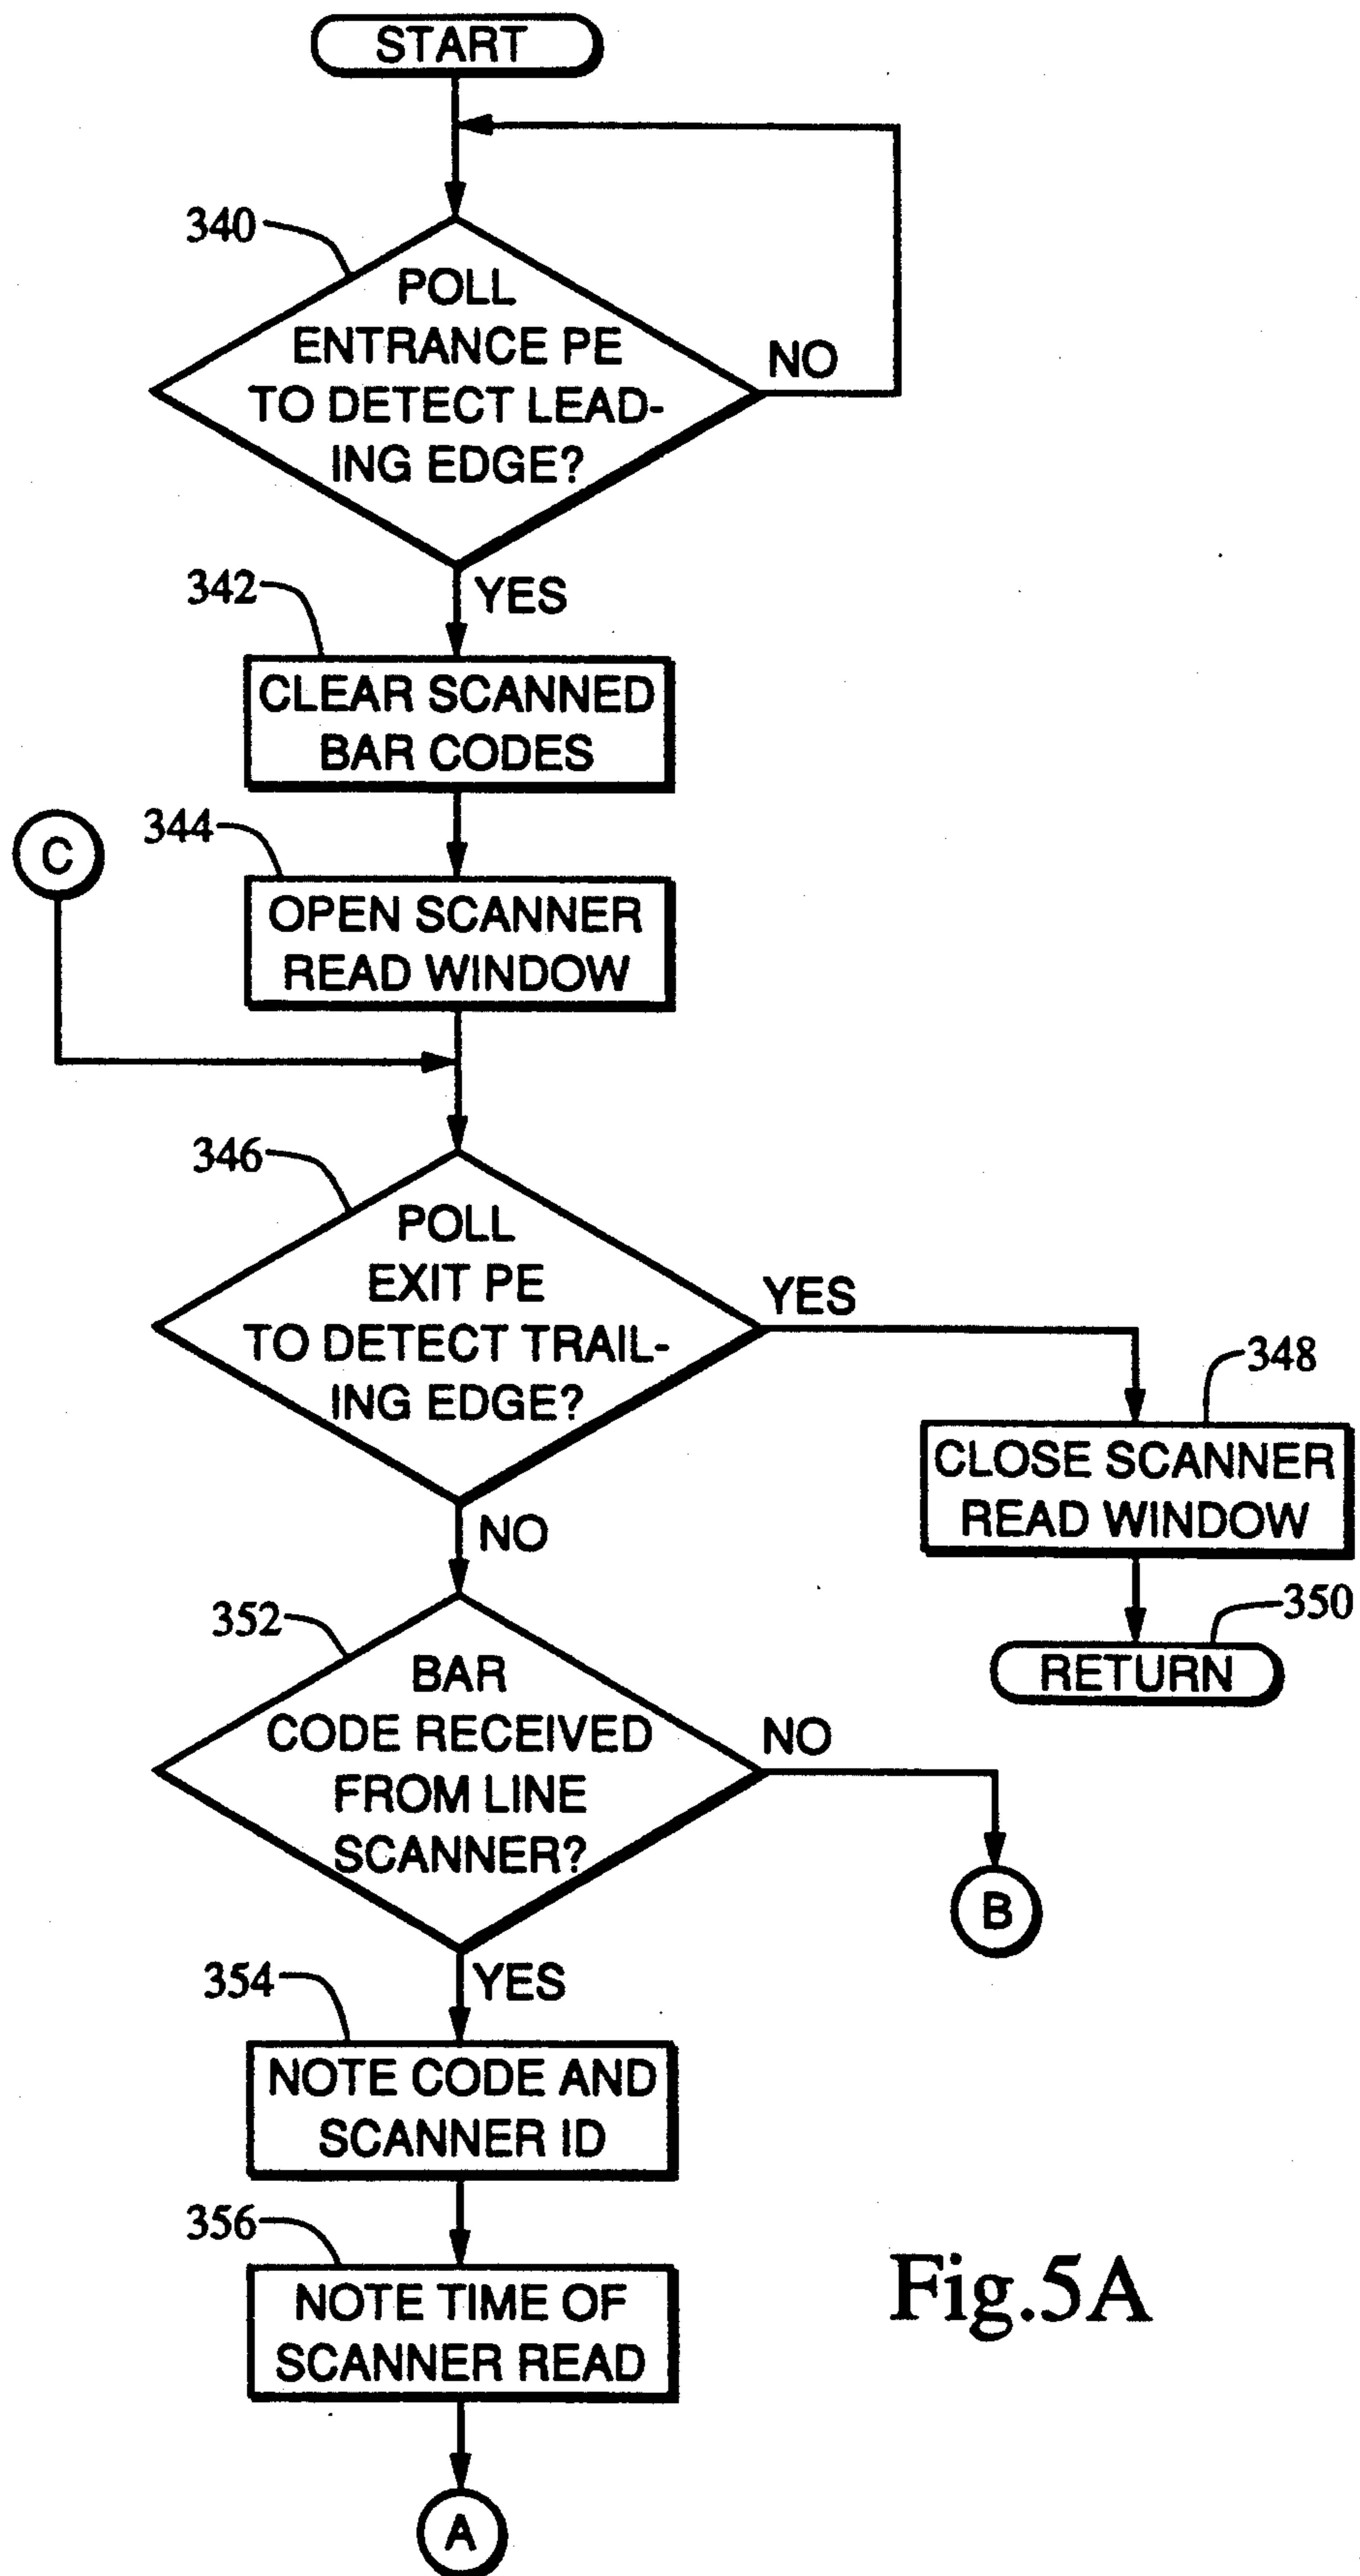 START
340
POLL
ENTRANCE PE
TO DETECT LEAD-
ING EDGE?
NO
YES
342
CLEAR SCANNED
BAR CODES
C
344
OPEN SCANNER
READ WINDOW
346
POLL
EXIT PE
TO DETECT TRAIL-
ING EDGE?
YES
348
CLOSE SCANNER
READ WINDOW
350
RETURN
NO
352
BAR
CODE RECEIVED
FROM LINE
SCANNER?
NO
B
YES
354
NOTE CODE AND
SCANNER ID
356
NOTE TIME OF
SCANNER READ
A
Fig.5A